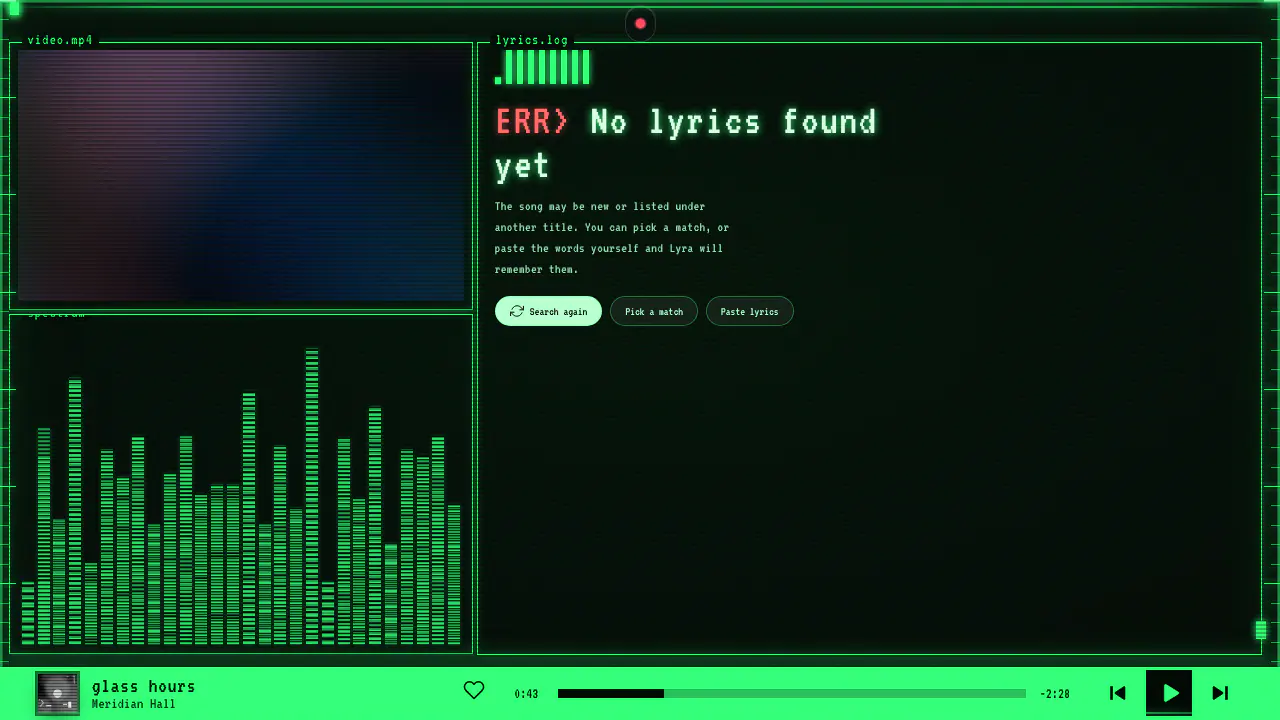 video.mp4
lyrics.log
ERR> No lyrics found
yet
The song may be new or listed under
another title. You can pick a match, or
paste the words yourself and Lyra will
remember them.
Search again
Pick a match
Paste lyrics
spectrum
glass hours
Meridian Hall
0:43
-2:28